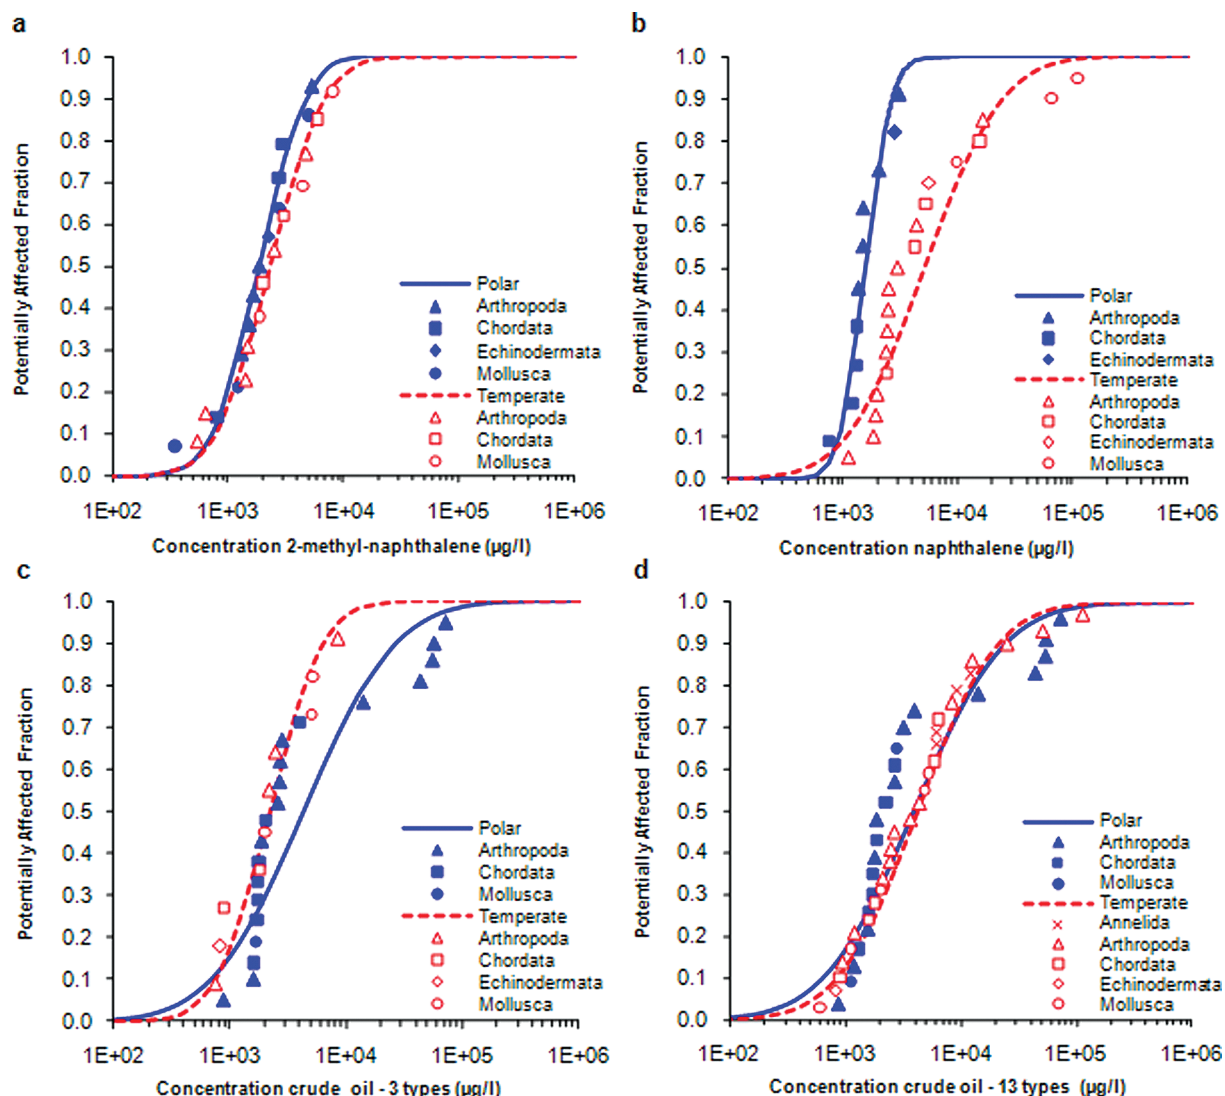 a
1.0
0.9
0.8
0.7
0.6
0.5
0.4
0.3
0.2
0.1
0.0
Potentially Affected Fraction
1E+02 1E+03 1E+04 1E+05 1E+06
Concentration 2-methyl-naphthalene (µg/l)
Polar
Arthropoda
Chordata
Echinodermata
Mollusca
Temperate
Arthropoda
Chordata
Mollusca
b
1.0
0.9
0.8
0.7
0.6
0.5
0.4
0.3
0.2
0.1
0.0
Potentially Affected Fraction
1E+02 1E+03 1E+04 1E+05 1E+06
Concentration naphthalene (µg/l)
Polar
Arthropoda
Chordata
Echinodermata
Temperate
Arthropoda
Chordata
Echinodermata
Mollusca
c
1.0
0.9
0.8
0.7
0.6
0.5
0.4
0.3
0.2
0.1
0.0
Potentially Affected Fraction
1E+02 1E+03 1E+04 1E+05 1E+06
Concentration crude oil - 3 types (µg/l)
Polar
Arthropoda
Chordata
Mollusca
Temperate
Arthropoda
Chordata
Echinodermata
Mollusca
d
1.0
0.9
0.8
0.7
0.6
0.5
0.4
0.3
0.2
0.1
0.0
Potentially Affected Fraction
1E+02 1E+03 1E+04 1E+05 1E+06
Concentration crude oil - 13 types (µg/l)
Polar
Arthropoda
Chordata
Mollusca
Temperate
Annelida
Arthropoda
Chordata
Echinodermata
Mollusca